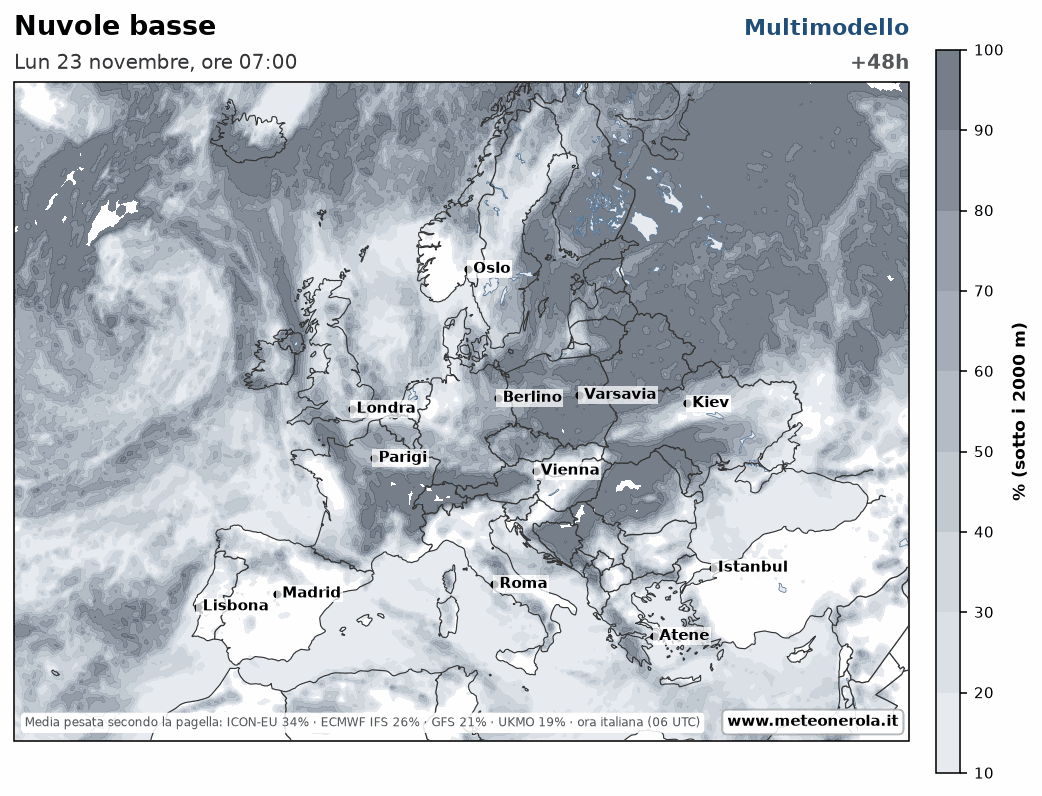 Nuvole basse
Multimodello
Lun 23 novembre, ore 07:00
+48h
100
90
80
70
60
50
40
30
20
10
% (sotto i 2000 m)
Oslo
Berlino
Varsavia
Kiev
Londra
Parigi
Vienna
Istanbul
Roma
Madrid
Lisbona
Atene
Media pesata secondo la pagella: ICON-EU 34% · ECMWF IFS 26% · GFS 21% · UKMO 19% · ora italiana (06 UTC)
www.meteonerola.it